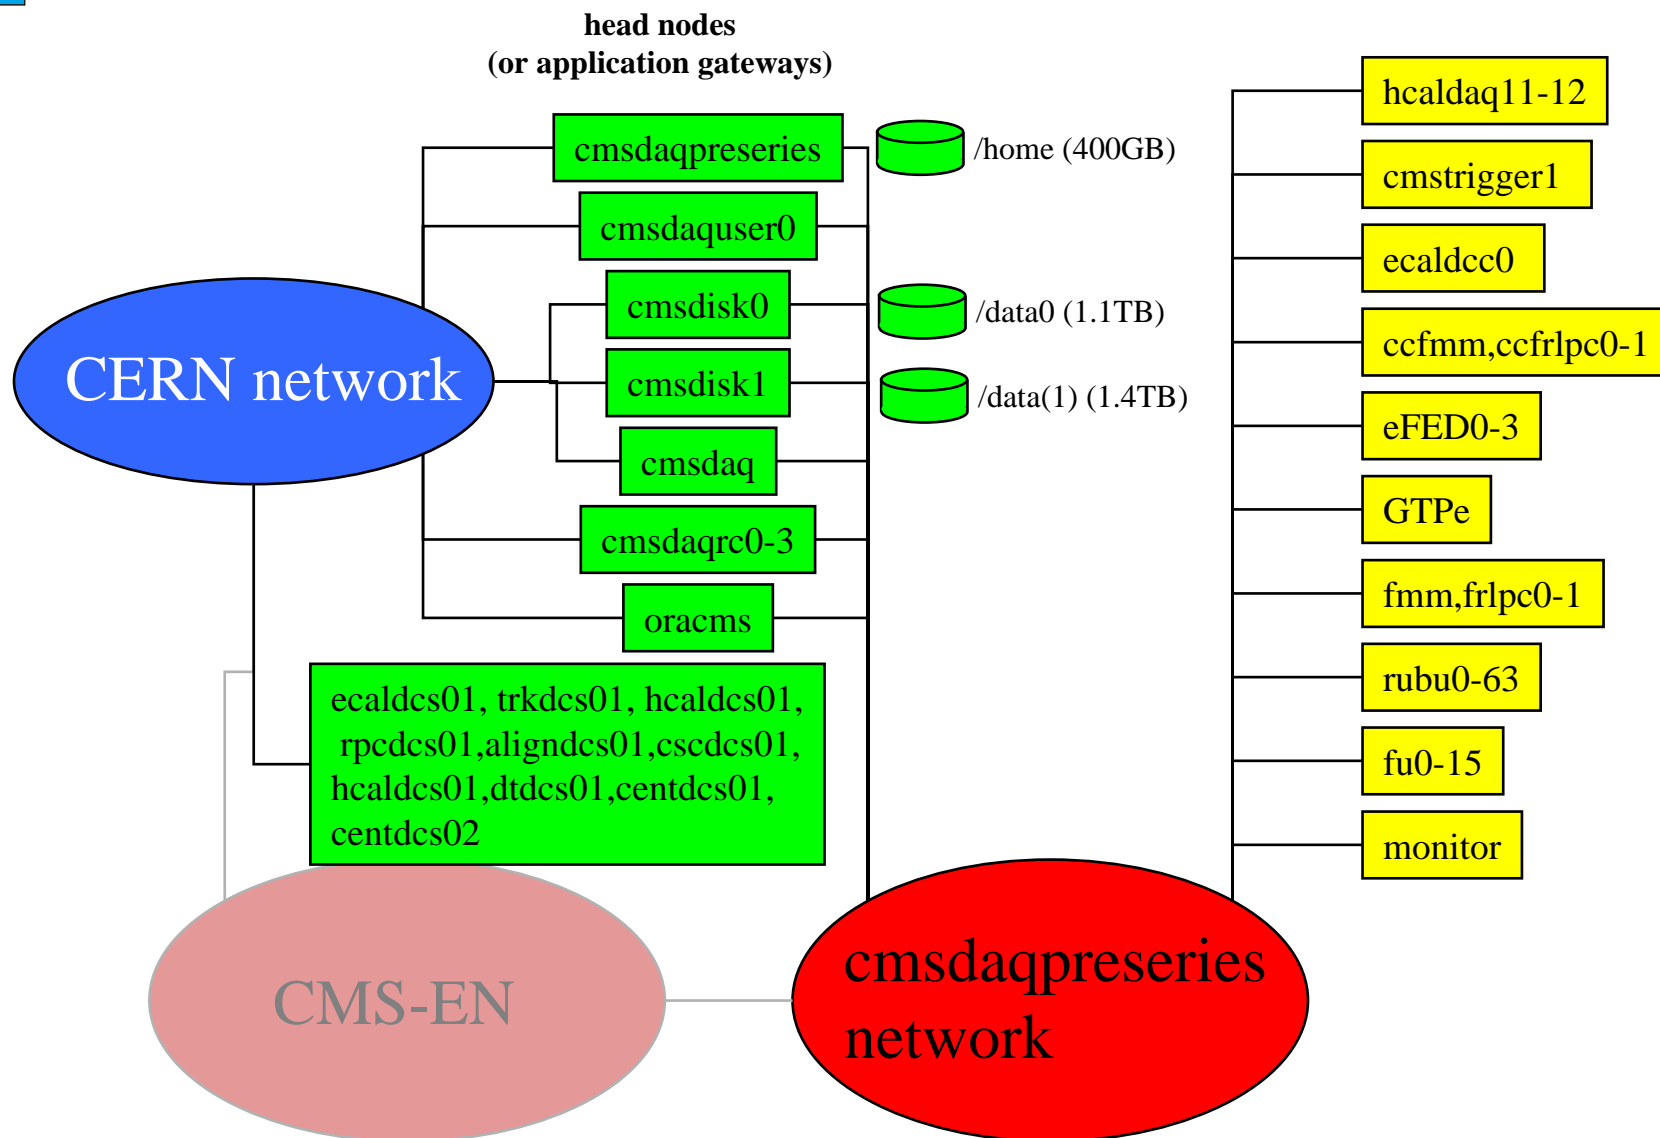 head nodes
(or application gateways)
cmsdaqpreseries
/home (400GB)
cmsdaquser0
cmsdisk0
/data0 (1.1TB)
cmsdisk1
/data(1) (1.4TB)
cmsdaq
cmsdaqrc0-3
oracms
CERN network
ecaldcs01, trkdcs01, hcaldcs01,
rpcdcs01,aligndcs01,cscdcs01,
hcaldcs01,dtdcs01,centdcs01,
centdcs02
CMS-EN
cmsdaqpreseries
network
hcaldaq11-12
cmstrigger1
ecaldcc0
ccfmm,ccfrlpc0-1
eFED0-3
GTPe
fmm,frlpc0-1
rubu0-63
fu0-15
monitor